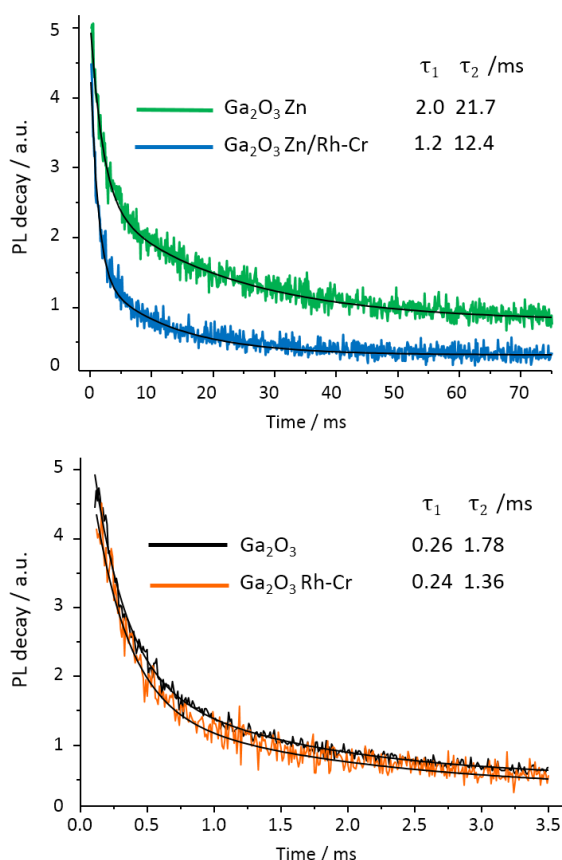 5
4
3
2
1
0
PL decay / a.u.
τ₁ τ₂ /ms
Ga₂O₃ Zn 2.0 21.7
Ga₂O₃ Zn/Rh-Cr 1.2 12.4
0 10 20 30 40 50 60 70
Time / ms
5
4
3
2
1
0
PL decay / a.u.
τ₁ τ₂ /ms
Ga₂O₃ 0.26 1.78
Ga₂O₃ Rh-Cr 0.24 1.36
0.0 0.5 1.0 1.5 2.0 2.5 3.0 3.5
Time / ms